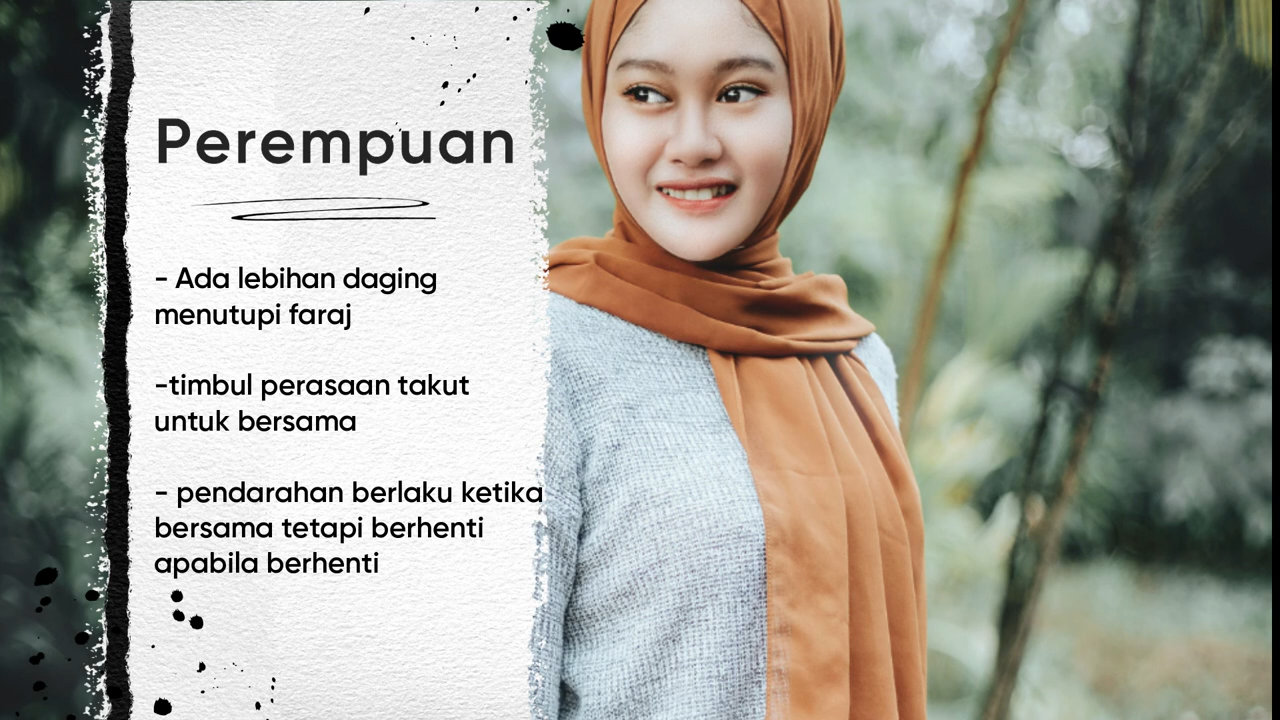 Perempuan
- Ada lebihan daging
menutupi faraj
-timbul perasaan takut
untuk bersama
- pendarahan berlaku ketika
bersama tetapi berhenti
apabila berhenti